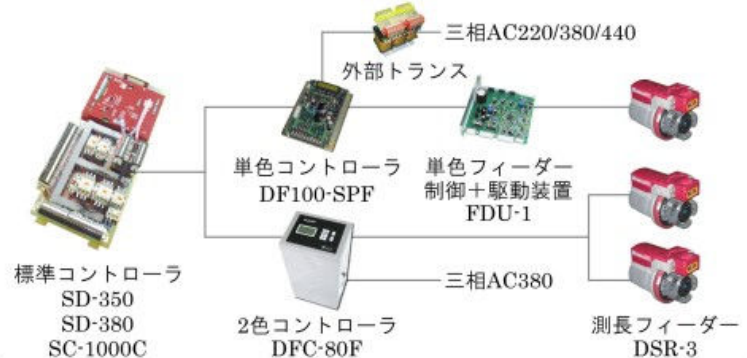 三相AC220/380/440
外部トランス
単色コントローラ
DF100-SPF
単色フィーダー
制御+駆動装置
FDU-1
標準コントローラ
SD-350
SD-380
SC-1000C
三相AC380
2色コントローラ
DFC-80F
測長フィーダー
DSR-3